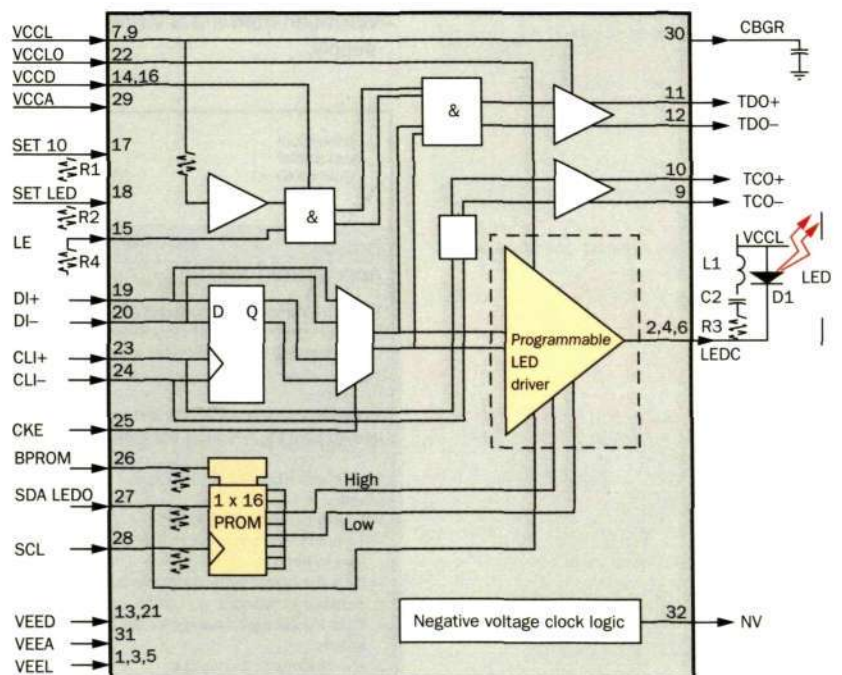 VCCL 7,9
VCCLO 22
VCCD 14,16
VCCA 29
SET 10 17
R1
SET LED 18
R2
LE 15
R4
DI+ 19
DI– 20
CLI+ 23
CLI– 24
CKE 25
BPROM 26
SDA LEDO 27
SCL 28
VEED 13,21
VEEA 31
VEEL 1,3,5
&
&
D Q
1 x 16
PROM
High
Low
Programmable
LED
driver
Negative voltage clock logic
30 CBGR
11 TDO+
12 TDO–
10 TCO+
9 TCO–
VCCL
L1
LED
C2
D1
R3
2,4,6
LEDC
32 NV